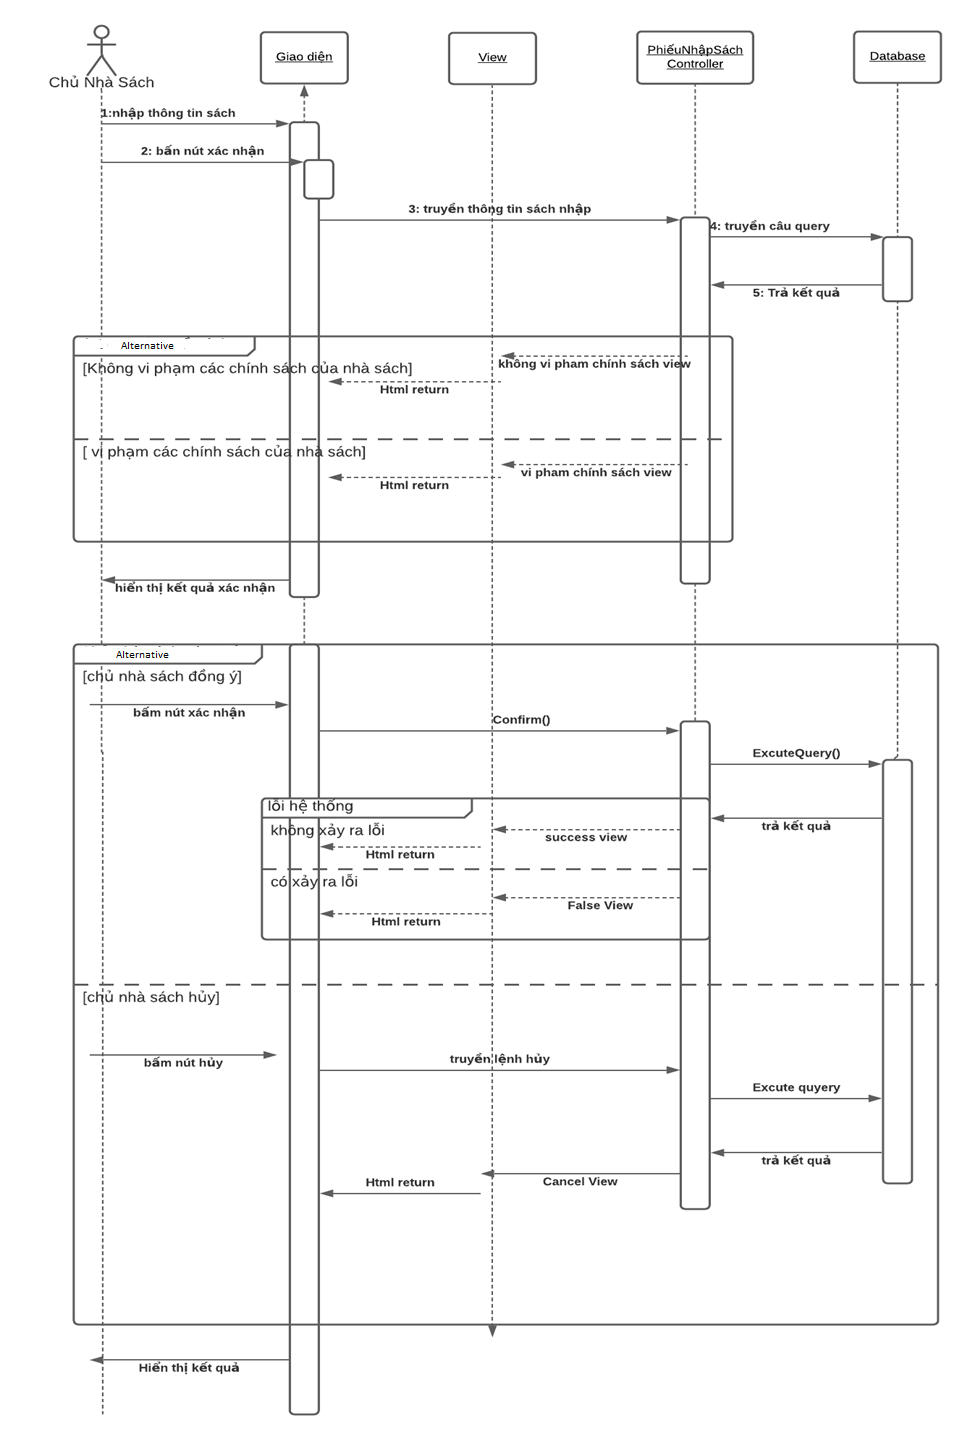 Chủ Nhà Sách
Giao diện
View
PhiếuNhậpSách
Controller
Database
1:nhập thông tin sách
2: bấn nút xác nhận
3: truyền thông tin sách nhập
4: truyền câu query
5: Trả kết quả
Alternative
[Không vi phạm các chính sách của nhà sách]
không vi pham chính sách view
Html return
[ vi phạm các chính sách của nhà sách]
vi pham chính sách view
Html return
hiển thị kết quả xác nhận
Alternative
[chủ nhà sách đồng ý]
bấm nút xác nhận
Confirm()
ExcuteQuery()
lỗi hệ thống
trả kết quả
không xảy ra lỗi
success view
Html return
có xảy ra lỗi
False View
Html return
[chủ nhà sách hủy]
bấm nút hủy
truyền lệnh hủy
Excute quyery
trả kết quả
Cancel View
Html return
Hiển thị kết quả